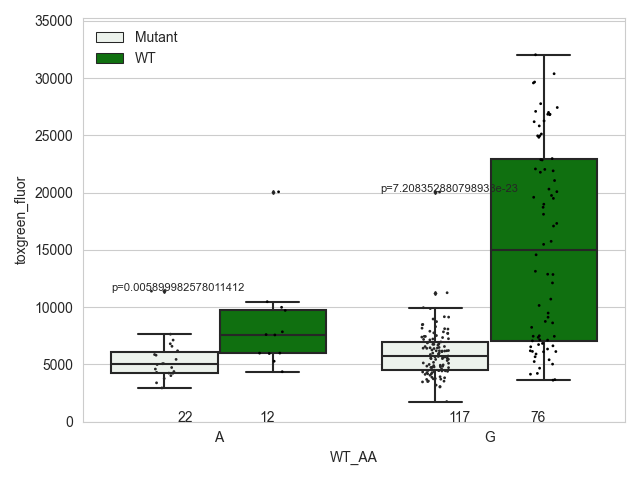 35000
Mutant
WT
30000
25000
20000
15000
10000
5000
0
toxgreen_fluor
p=0.005899982578011412
p=7.208352880798938e-23
22
12
117
76
A
G
WT_AA